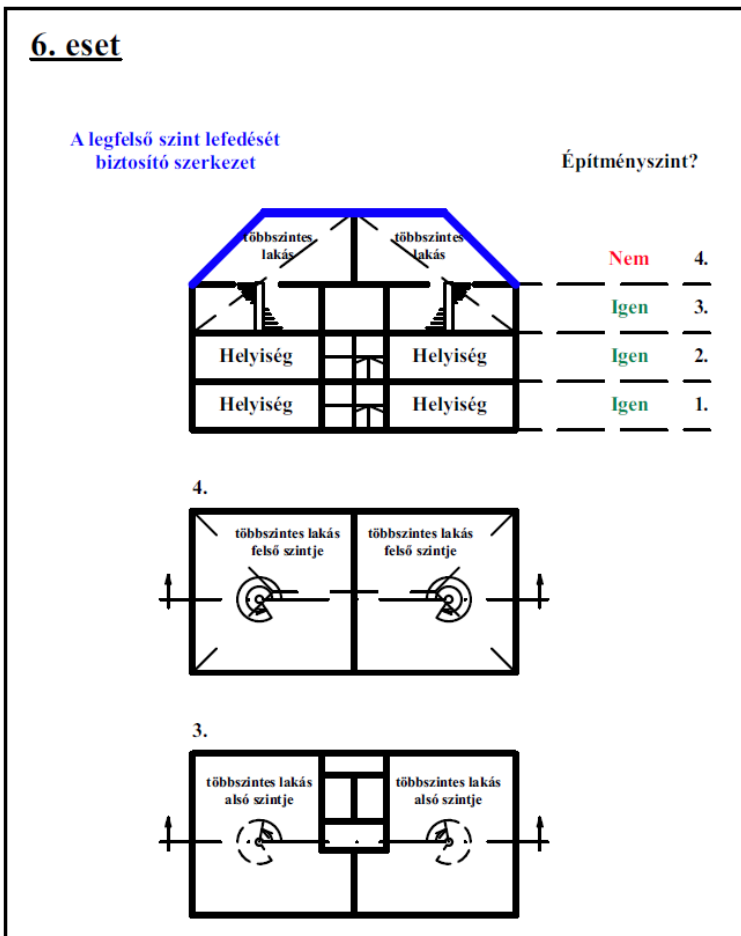 6. eset
A legfelső szint lefedését
biztosító szerkezet
Építményszint?
többszintes
lakás
többszintes
lakás
Nem 4.
Igen 3.
Helyiség Helyiség Igen 2.
Helyiség Helyiség Igen 1.
4.
többszintes lakás
felső szintje
többszintes lakás
felső szintje
3.
többszintes lakás
alsó szintje
többszintes lakás
alsó szintje